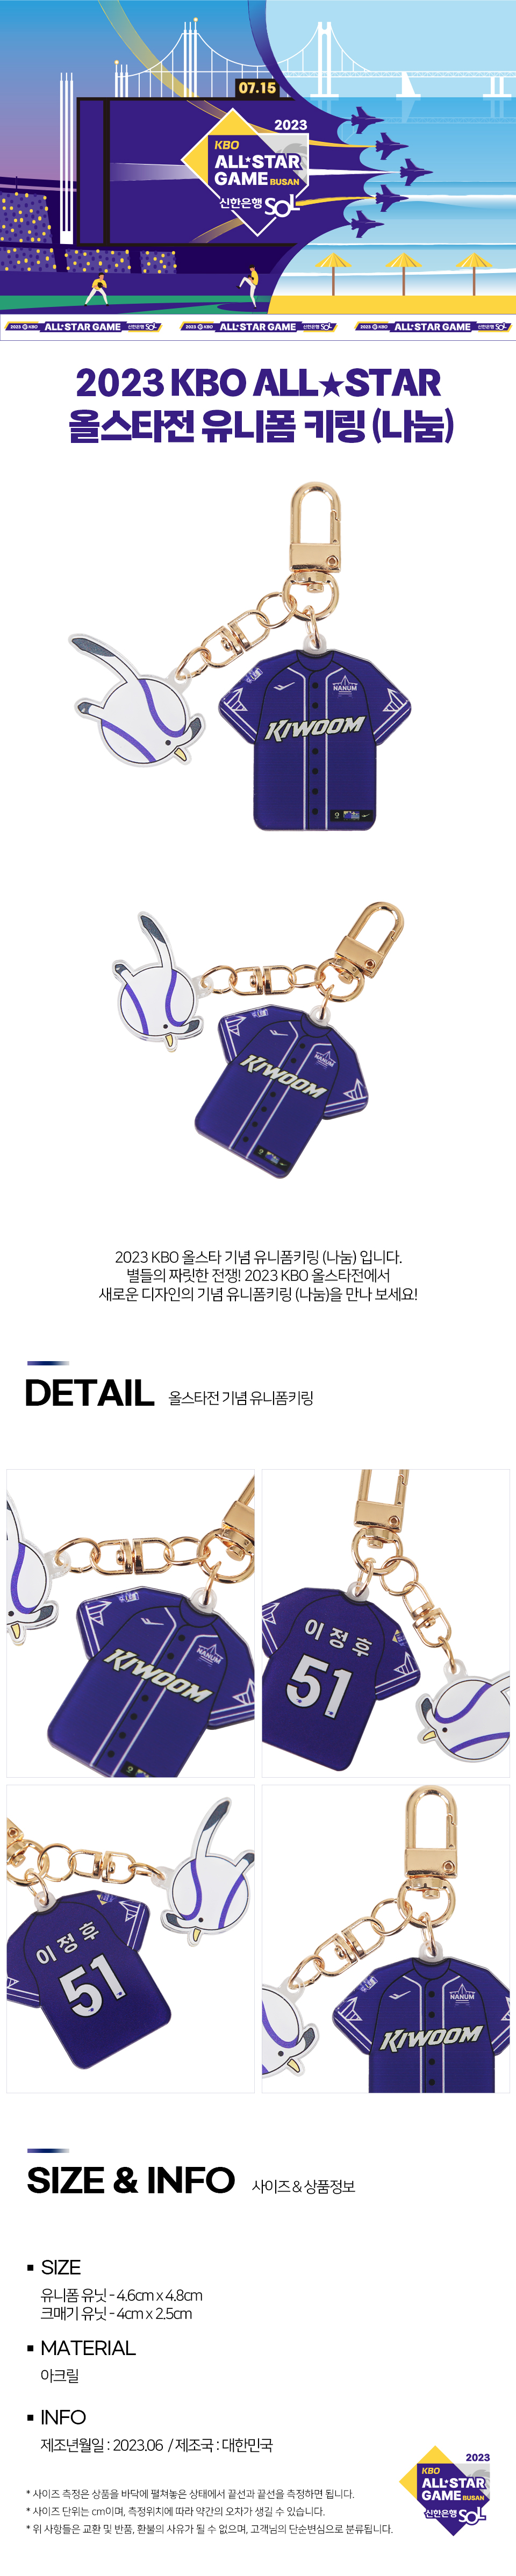 07.15
2023
KBO
ALL★STAR
GAME BUSAN
신한은행 SOL
2023 KBO ALL★STAR GAME 신한은행 SOL
2023 KBO ALL★STAR GAME 신한은행 SOL
2023 KBO ALL★STAR GAME 신한은행 SOL
2023 KBO ALL★STAR
올스타전 유니폼 키링 (나눔)
NANUM
KIWOOM
NANUM
KIWOOM
2023 KBO 올스타 기념 유니폼키링 (나눔) 입니다.
별들의 짜릿한 전쟁! 2023 KBO 올스타전에서
새로운 디자인의 기념 유니폼키링 (나눔)을 만나 보세요!
DETAIL 올스타전 기념 유니폼키링
NANUM
KIWOOM
이정후
51
이정후
51
NANUM
KIWOOM
SIZE & INFO 사이즈 & 상품정보
▪ SIZE
유니폼 유닛 - 4.6cm x 4.8cm
크매기 유닛 - 4cm x 2.5cm
▪ MATERIAL
아크릴
▪ INFO
제조년월일 : 2023.06 / 제조국 : 대한민국
2023
KBO
ALL★STAR
GAME BUSAN
신한은행 SOL
* 사이즈 측정은 상품을 바닥에 펼쳐놓은 상태에서 끝선과 끝선을 측정하면 됩니다.
* 사이즈 단위는 cm이며, 측정위치에 따라 약간의 오차가 생길 수 있습니다.
* 위 사항들은 교환 및 반품, 환불의 사유가 될 수 없으며, 고객님의 단순변심으로 분류됩니다.